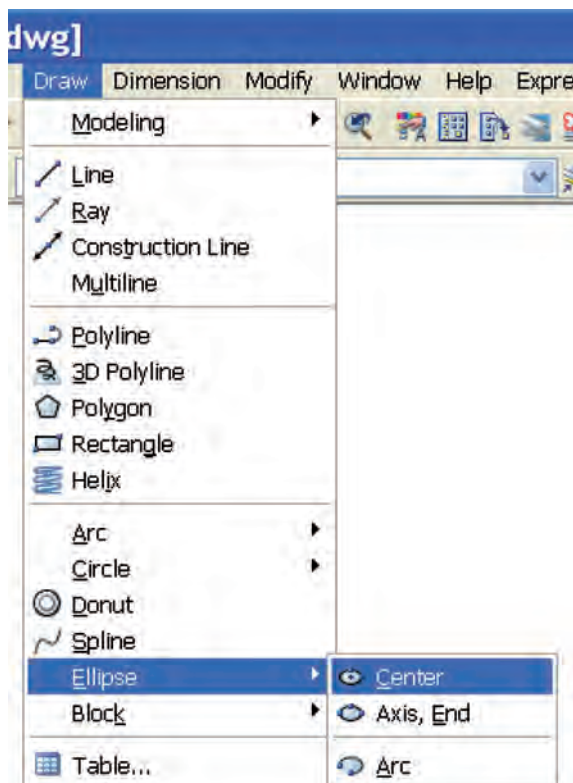 dwg]
Draw Dimension Modify Window Help Expre
Modeling
Line
Ray
Construction Line
Multiline
Polyline
3D Polyline
Polygon
Rectangle
Helix
Arc
Circle
Donut
Spline
Ellipse
Center
Block
Axis, End
Table...
Arc